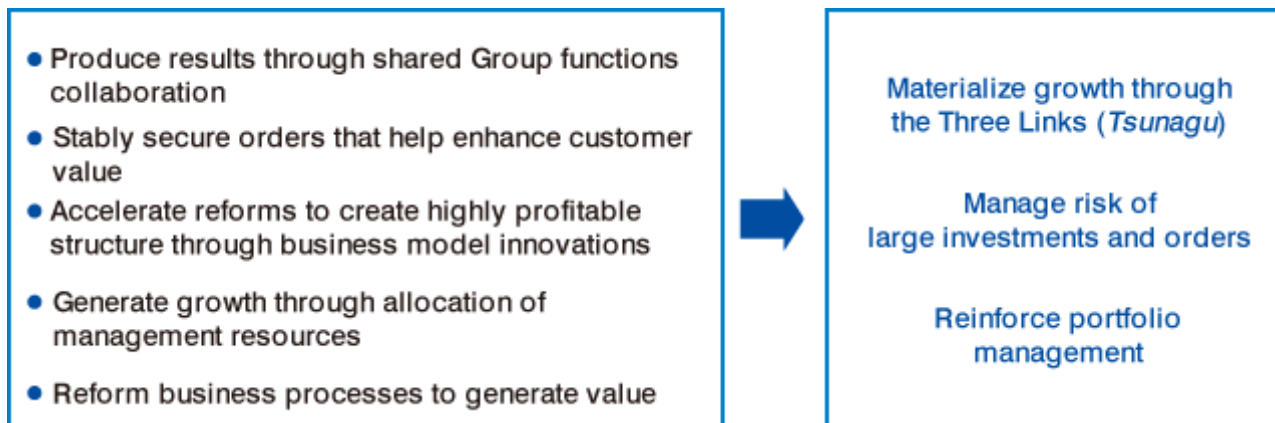 ● Produce results through shared Group functions
collaboration
● Stably secure orders that help enhance customer
value
● Accelerate reforms to create highly profitable
structure through business model innovations
● Generate growth through allocation of
management resources
● Reform business processes to generate value
Materialize growth through
the Three Links (Tsunagu)
Manage risk of
large investments and orders
Reinforce portfolio
management